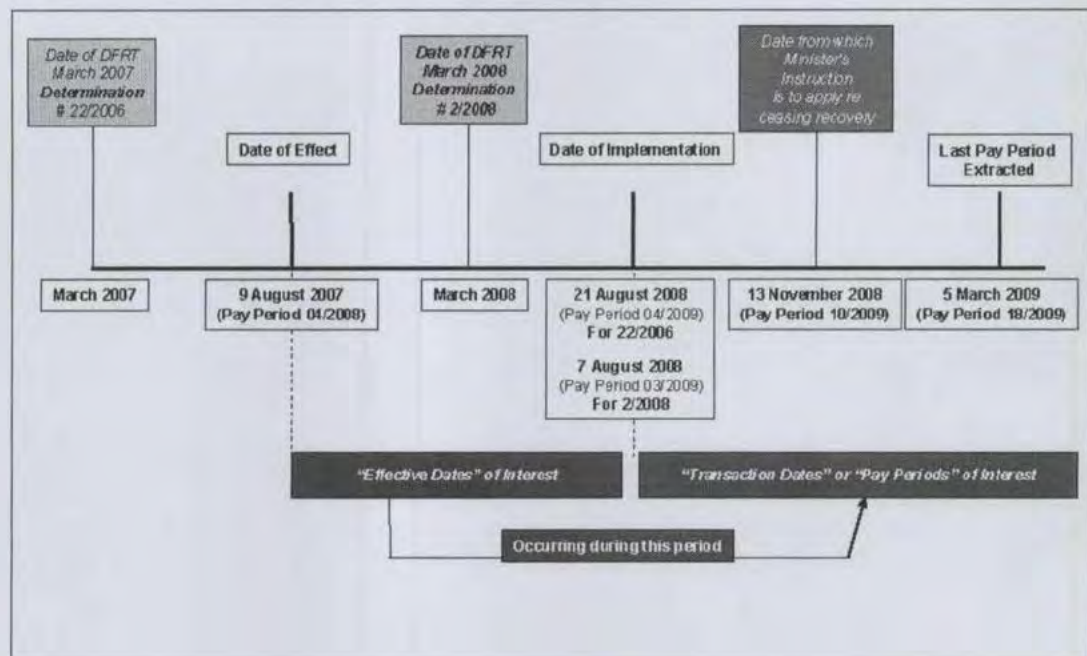 Date of DFRT
March 2007
Determination
# 22/2006
Date of DFRT
March 2008
Determination
# 2/2008
Date from which
Minister's
Instruction
is to apply re
ceasing recovery
Date of Effect
Date of Implementation
Last Pay Period
Extracted
March 2007
9 August 2007
(Pay Period 04/2008)
March 2008
21 August 2008
(Pay Period 04/2009)
For 22/2006
7 August 2008
(Pay Period 03/2009)
For 2/2008
13 November 2008
(Pay Period 10/2009)
5 March 2009
(Pay Period 18/2009)
"Effective Dates" of Interest
"Transaction Dates" or "Pay Periods" of Interest
Occurring during this period